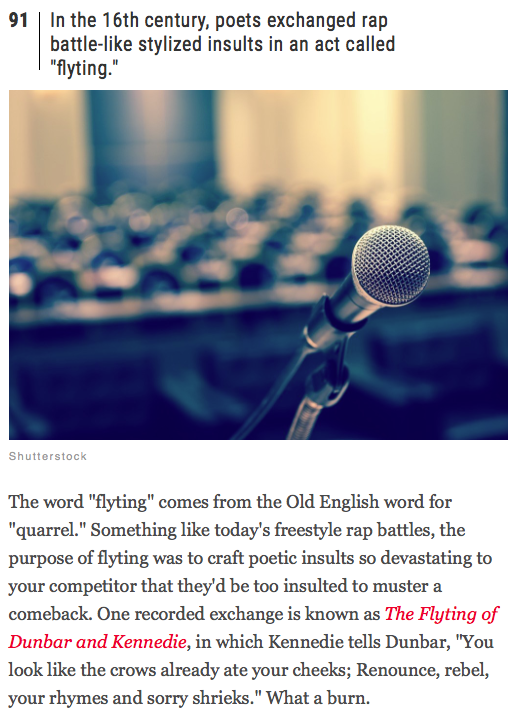 91
In the 16th century, poets exchanged rap
battle-like stylized insults in an act called
"flyting."
Shutterstock
The word "flyting" comes from the Old English word for
"quarrel." Something like today's freestyle rap battles, the
purpose of flyting was to craft poetic insults so devastating to
your competitor that they'd be too insulted to muster a
comeback. One recorded exchange is known as The Flyting of
Dunbar and Kennedie, in which Kennedie tells Dunbar, "You
look like the crows already ate your cheeks; Renounce, rebel,
your rhymes and sorry shrieks." What a burn.